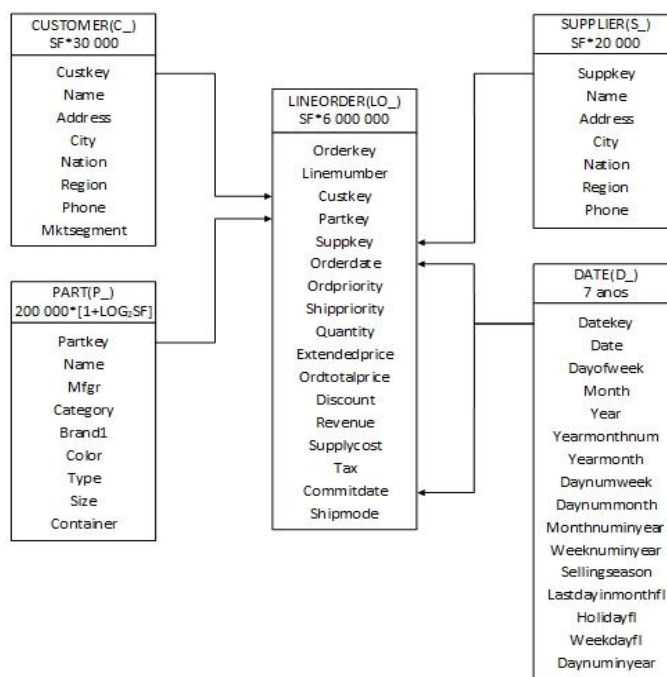 CUSTOMER(C_)
SF*30 000
Custkey
Name
Address
City
Nation
Region
Phone
Mktsegment
PART(P_)
200 000*[1+LOG₂SF]
Partkey
Name
Mfgr
Category
Brand1
Color
Type
Size
Container
LINEORDER(LO_)
SF*6 000 000
Orderkey
Linenumber
Custkey
Partkey
Suppkey
Orderdate
Ordpriority
Shippriority
Quantity
Extendedprice
Ordtotalprice
Discount
Revenue
Supplycost
Tax
Commitdate
Shipmode
SUPPLIER(S_)
SF*20 000
Suppkey
Name
Address
City
Nation
Region
Phone
DATE(D_)
7 anos
Datekey
Date
Dayofweek
Month
Year
Yearmonthnum
Yearmonth
Daynumweek
Daynummonth
Monthnuminyear
Weeknuminyear
Sellingseason
Lastdayinmonthfl
Holidayfl
Weekdayfl
Daynuminyear